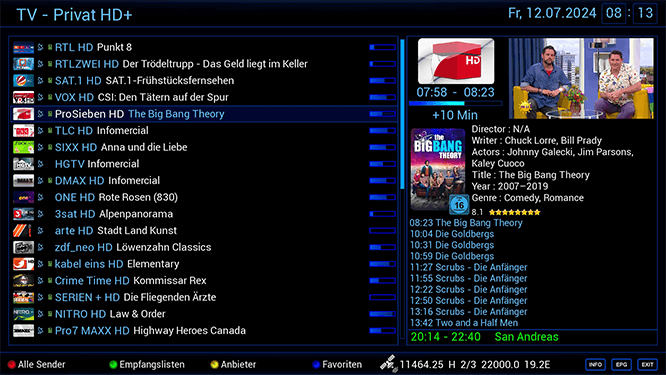 TV - Privat HD+
Fr, 12.07.2024 08 : 13
RTL HD Punkt 8
RTLZWEI HD Der Trödeltrupp - Das Geld liegt im Keller
SAT.1 HD SAT.1-Frühstücksfernsehen
VOX HD CSI: Den Tätern auf der Spur
ProSieben HD The Big Bang Theory
TLC HD Infomercial
SIXX HD Anna und die Liebe
HGTV Infomercial
DMAX HD Infomercial
ONE HD Rote Rosen (830)
3sat HD Alpenpanorama
arte HD Stadt Land Kunst
zdf_neo HD Löwenzahn Classics
kabel eins HD Elementary
Crime Time HD Kommissar Rex
SERIEN + HD Die Fliegenden Ärzte
NITRO HD Law & Order
Pro7 MAXX HD Highway Heroes Canada
HD
07:58 - 08:23
+10 Min
the BIG BANG THEORY
16
Director : N/A
Writer : Chuck Lorre, Bill Prady
Actors : Johnny Galecki, Jim Parsons,
Kaley Cuoco
Title : The Big Bang Theory
Year : 2007–2019
Genre : Comedy, Romance
8.1
08:23 The Big Bang Theory
10:04 Die Goldbergs
10:31 Die Goldbergs
10:59 Die Goldbergs
11:27 Scrubs - Die Anfänger
11:55 Scrubs - Die Anfänger
12:22 Scrubs - Die Anfänger
12:50 Scrubs - Die Anfänger
13:16 Scrubs - Die Anfänger
13:42 Two and a Half Men
20:14 - 22:40 San Andreas
Alle Sender
Empfangslisten
Anbieter
Favoriten
11464.25 H 2/3 22000.0 19.2E
INFO
EPG
EXIT